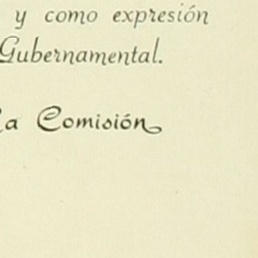 y como expresión
Gubernamental.
La Comisión